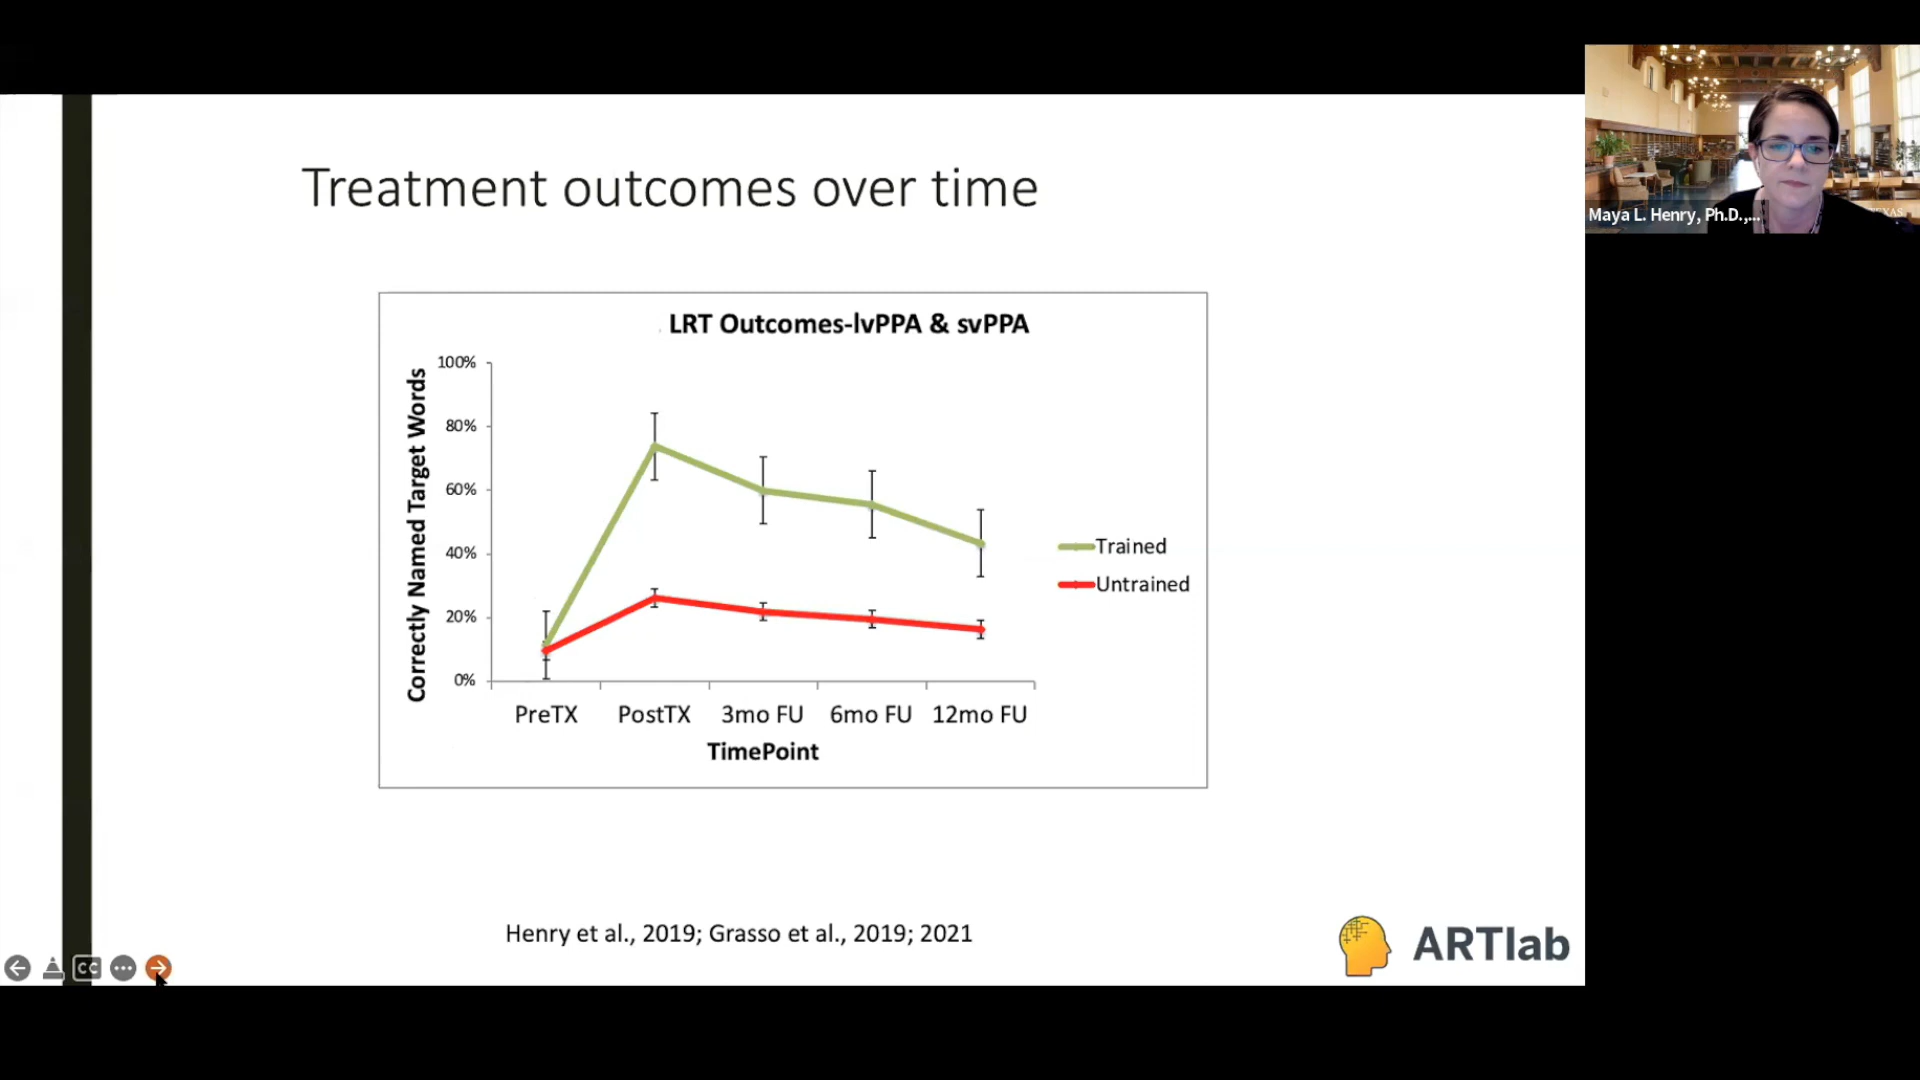 Treatment outcomes over time
LRT Outcomes-lvPPA & svPPA
Correctly Named Target Words
100%
80%
60%
40%
20%
0%
PreTX PostTX 3mo FU 6mo FU 12mo FU
TimePoint
Trained
Untrained
Henry et al., 2019; Grasso et al., 2019; 2021
ARTlab
CC
Maya L. Henry, Ph.D.,...
TEXAS